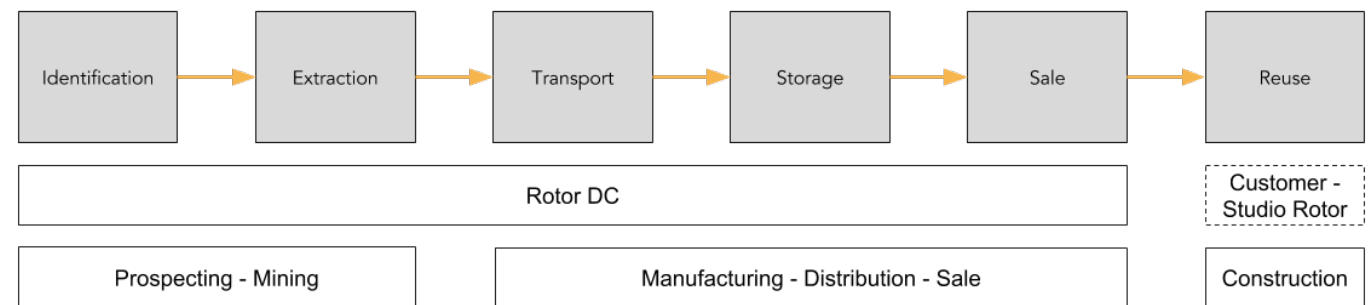 Identification
Extraction
Transport
Storage
Sale
Reuse
Rotor DC
Customer -
Studio Rotor
Prospecting - Mining
Manufacturing - Distribution - Sale
Construction